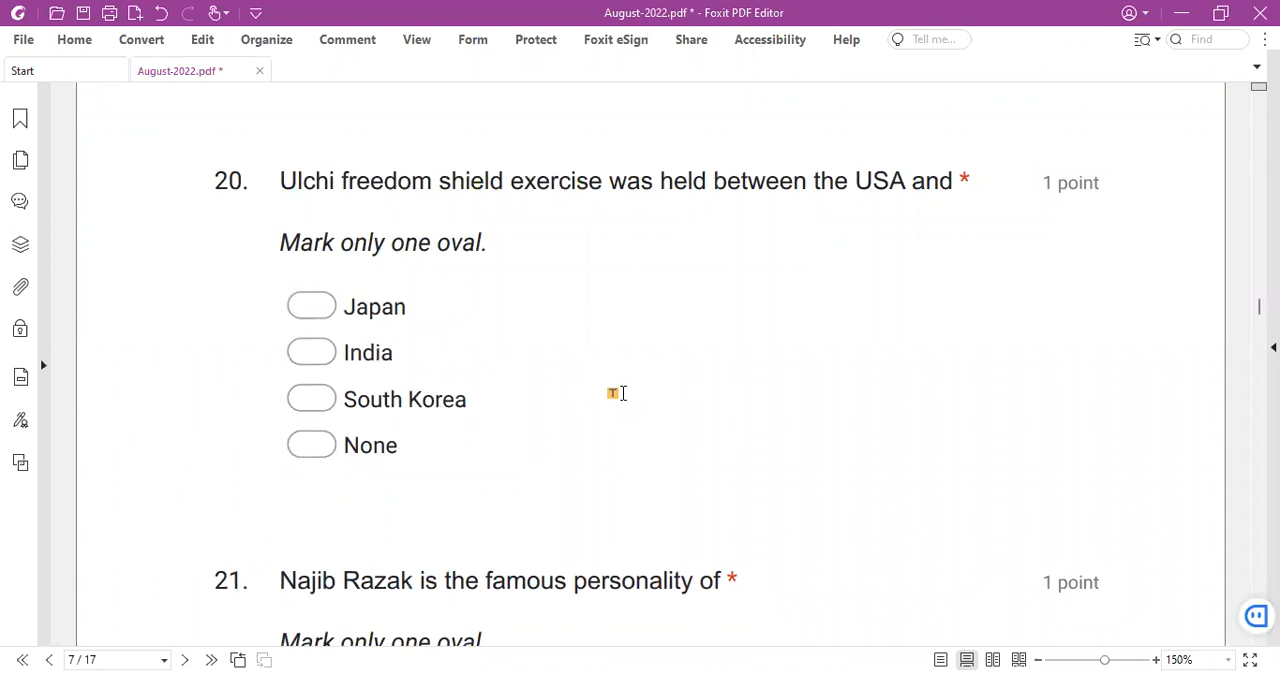 August-2022.pdf * - Foxit PDF Editor
File Home Convert Edit Organize Comment View Form Protect Foxit eSign Share Accessibility Help Tell me... Find
Start August-2022.pdf *
20. Ulchi freedom shield exercise was held between the USA and * 1 point
Mark only one oval.
Japan
India
South Korea
None
21. Najib Razak is the famous personality of * 1 point
Mark only one oval.
7 / 17 150%